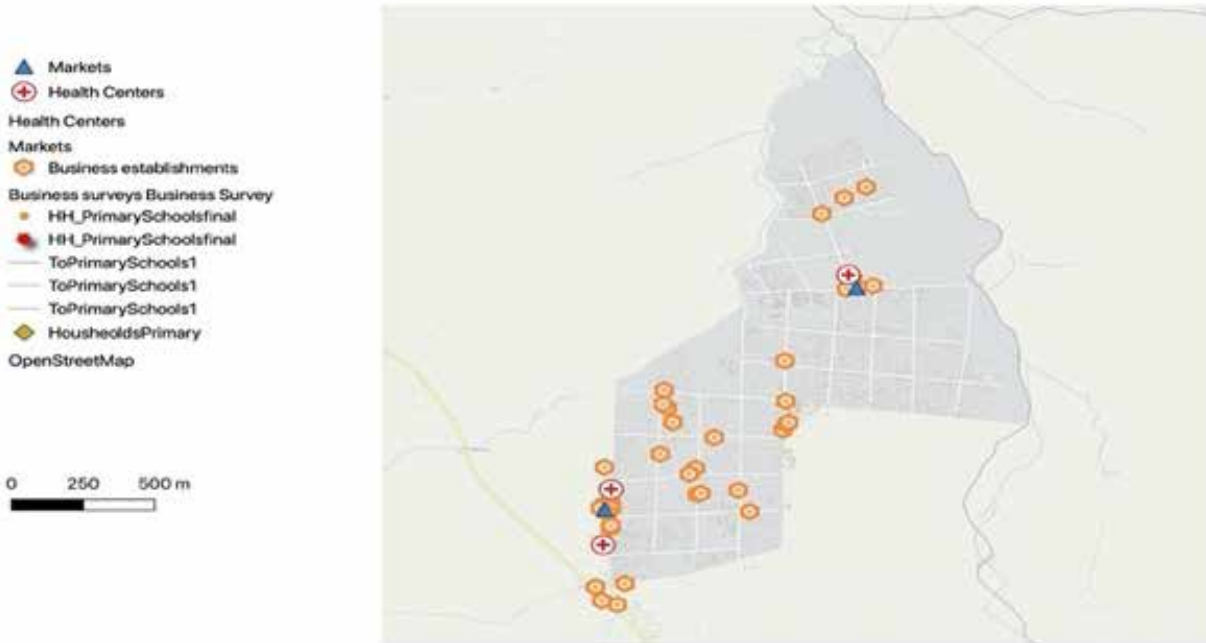 Markets
Health Centers
Health Centers
Markets
Business establishments
Business surveys Business Survey
HH_PrimarySchoolsfinal
HH_PrimarySchoolsfinal
ToPrimarySchools1
ToPrimarySchools1
ToPrimarySchools1
HousheoldsPrimary
OpenStreetMap
0 250 500 m